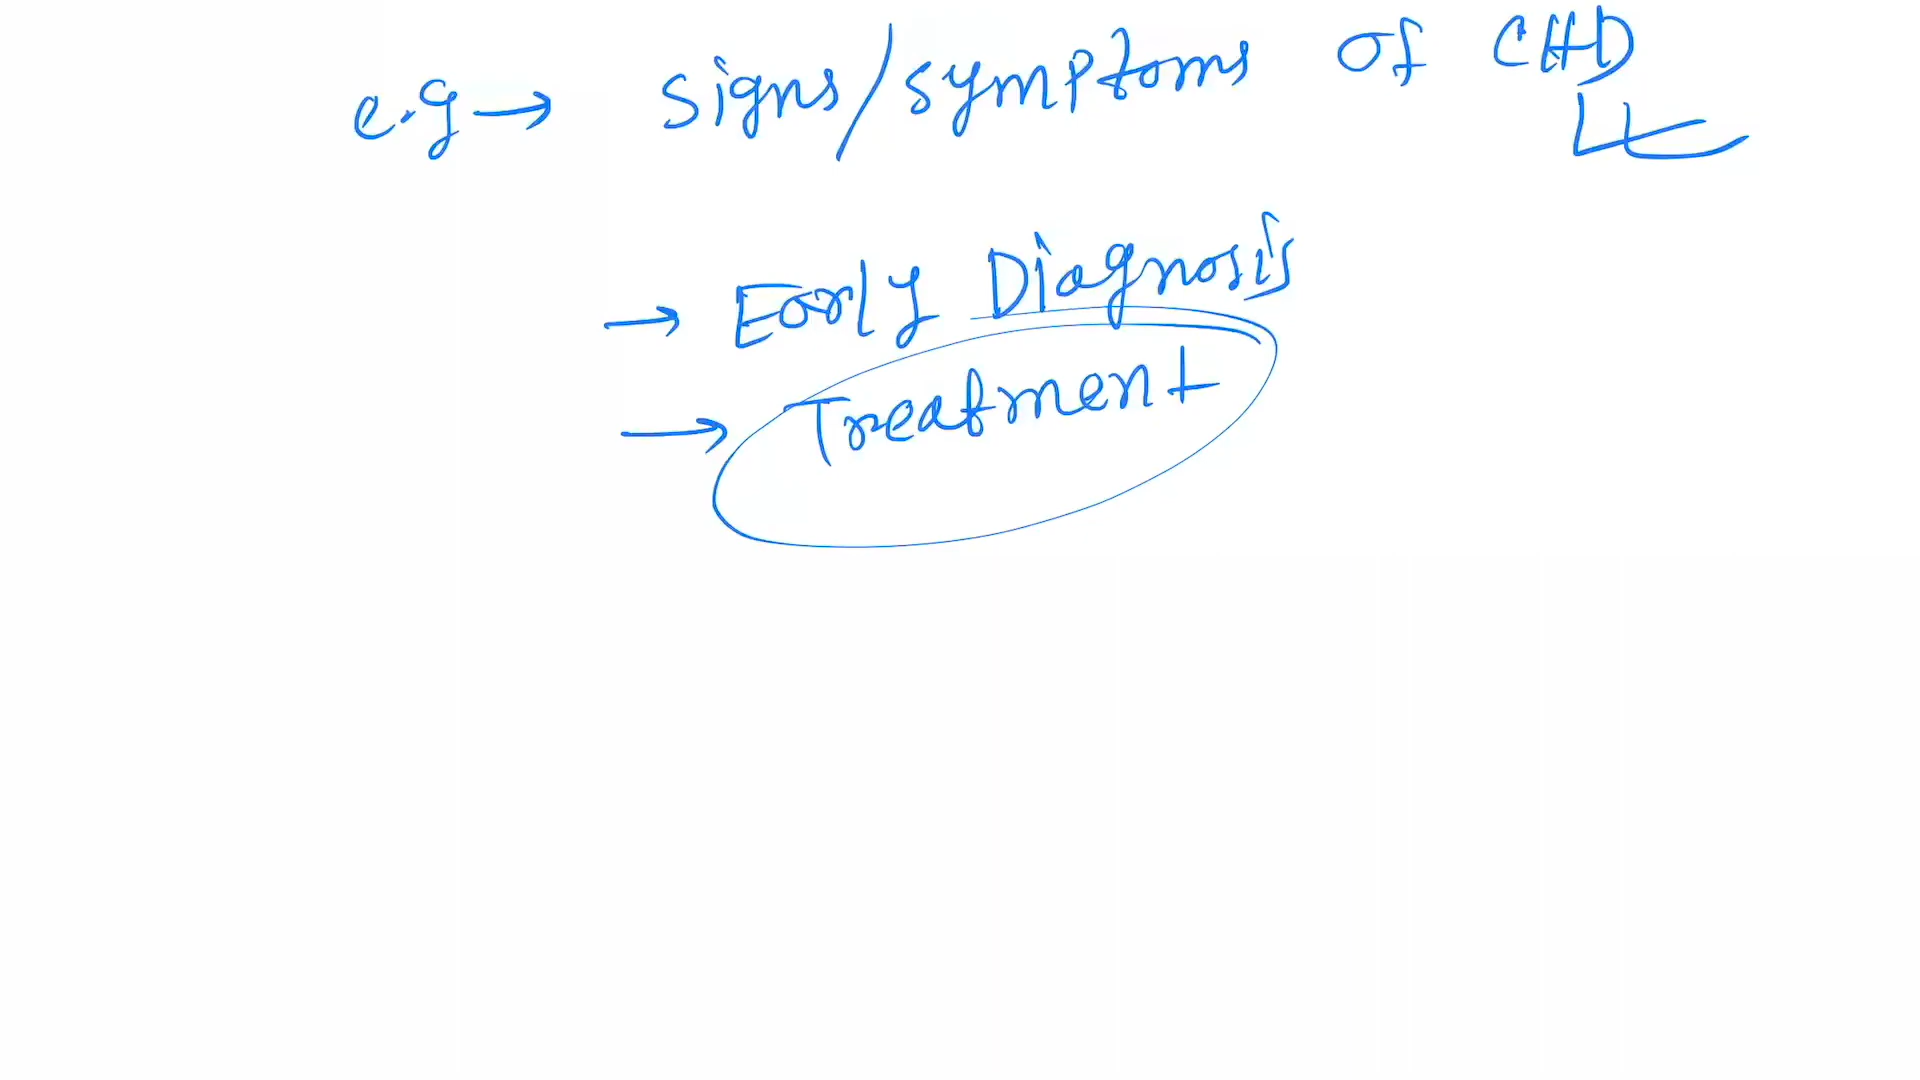 e.g → signs/symptoms of CHD
→ Early Diagnosis
→ Treatment